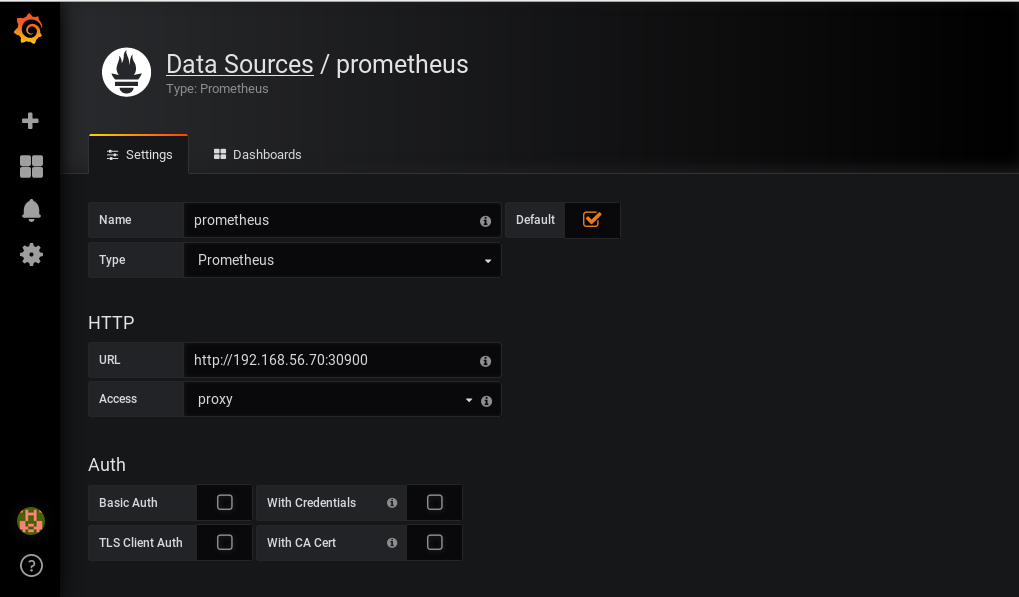 Data Sources / prometheus
Type: Prometheus
Settings Dashboards
Name prometheus Default
Type Prometheus
HTTP
URL http://192.168.56.70:30900
Access proxy
Auth
Basic Auth With Credentials
TLS Client Auth With CA Cert